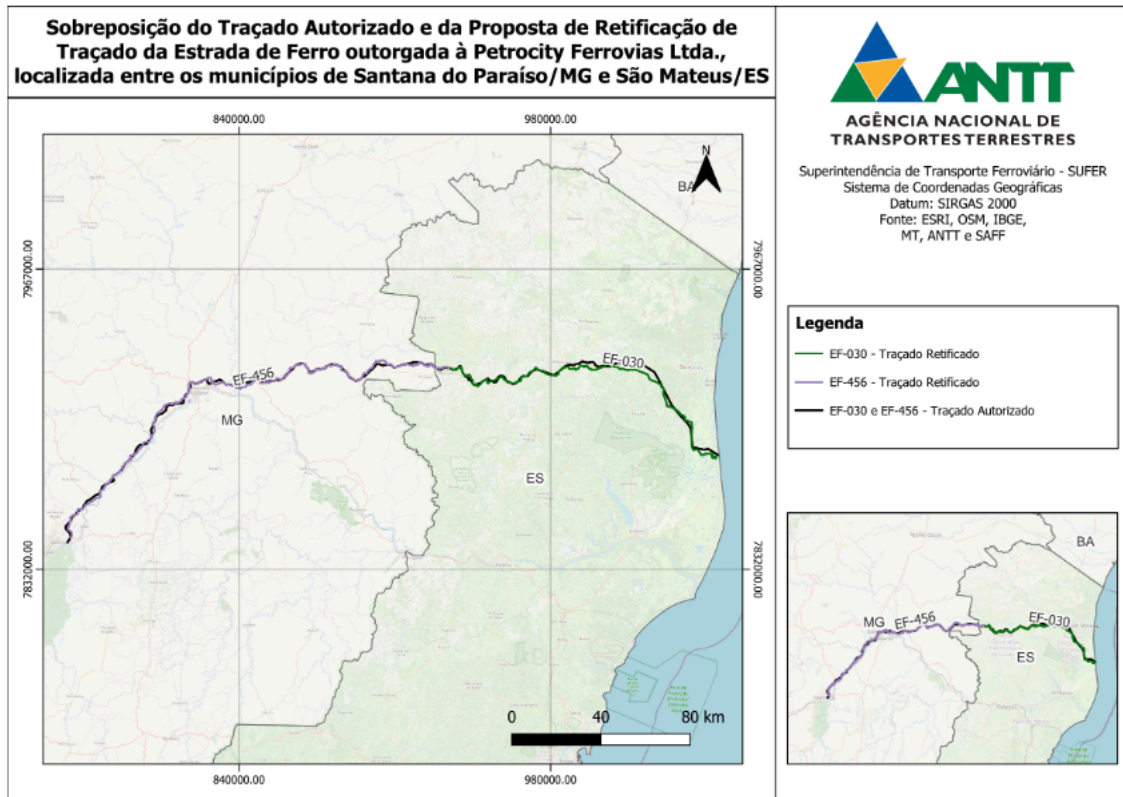 Sobreposição do Traçado Autorizado e da Proposta de Retificação de
Traçado da Estrada de Ferro outorgada à Petrocity Ferrovias Ltda.,
localizada entre os municípios de Santana do Paraíso/MG e São Mateus/ES
840000.00
980000.00
N
BA
7967000.00
7967000.00
EF-456
EF-030
MG
ES
7832000.00
7832000.00
0
40
80 km
840000.00
980000.00
ANTT
AGÊNCIA NACIONAL DE
TRANSPORTES TERRESTRES
Superintendência de Transporte Ferroviário - SUFER
Sistema de Coordenadas Geográficas
Datum: SIRGAS 2000
Fonte: ESRI, OSM, IBGE,
MT, ANTT e SAFF
Legenda
EF-030 - Traçado Retificado
EF-456 - Traçado Retificado
EF-030 e EF-456 - Traçado Autorizado
BA
MG
EF-456
EF-030
ES